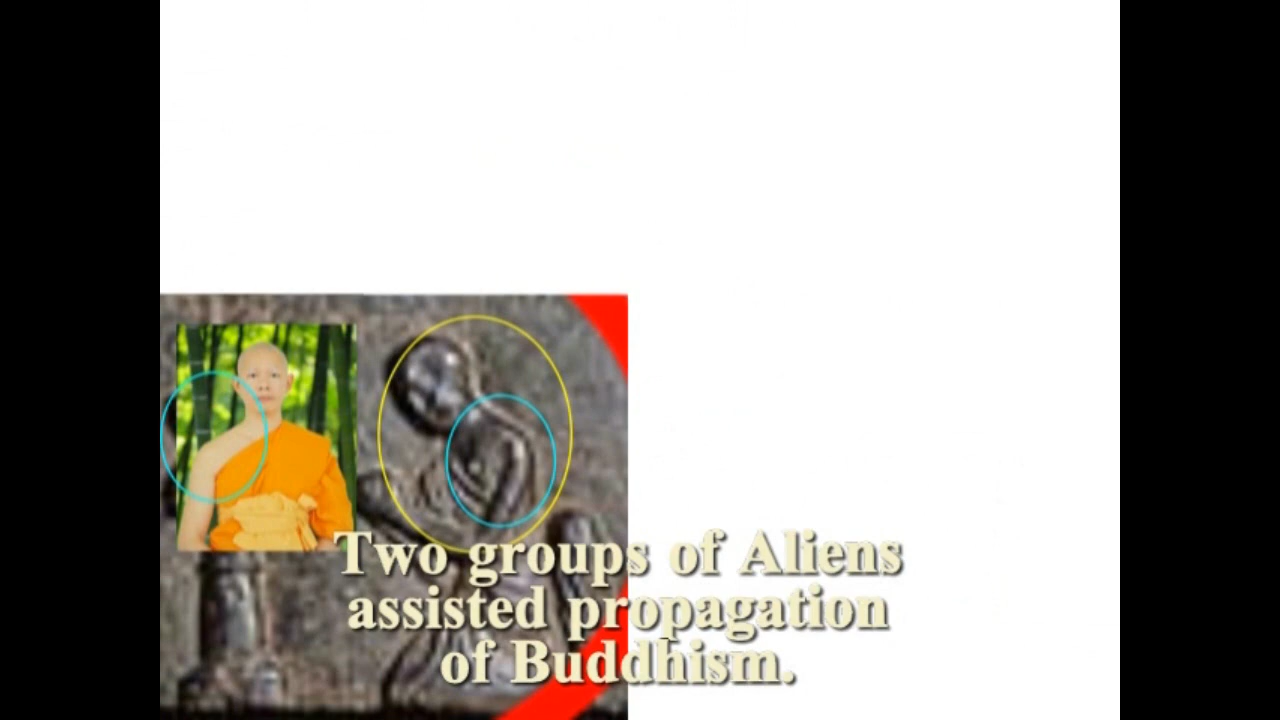 Two groups of Aliens
assisted propagation
of Buddhism.